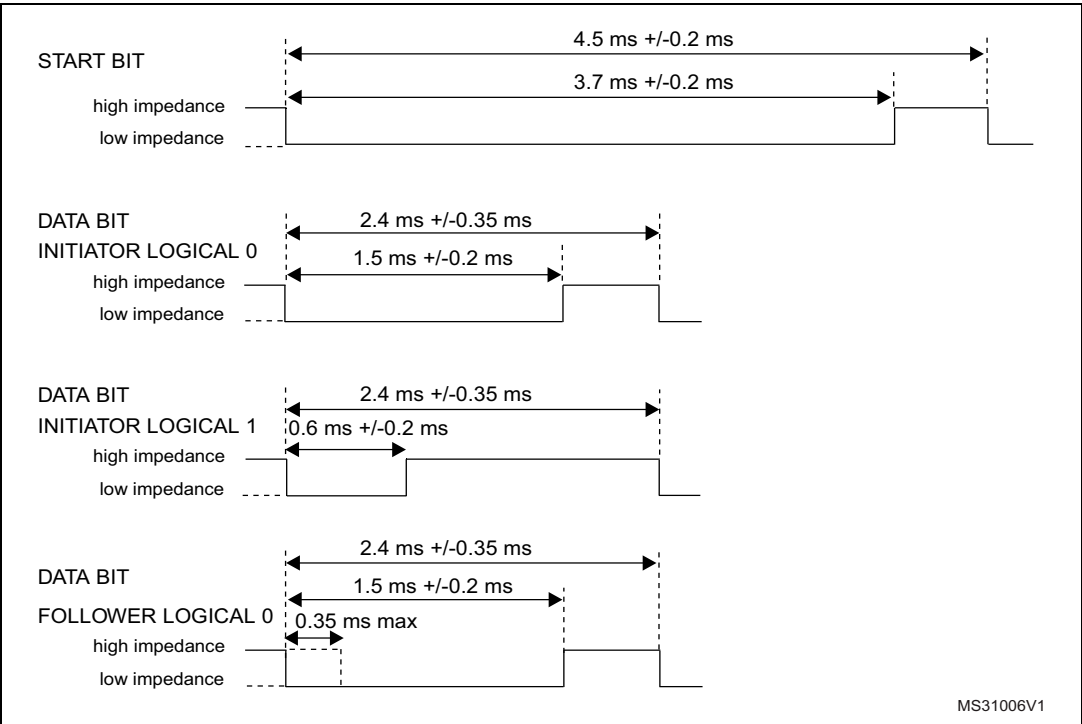 START BIT
4.5 ms +/-0.2 ms
3.7 ms +/-0.2 ms
high impedance
low impedance
DATA BIT
INITIATOR LOGICAL 0
2.4 ms +/-0.35 ms
1.5 ms +/-0.2 ms
high impedance
low impedance
DATA BIT
INITIATOR LOGICAL 1
2.4 ms +/-0.35 ms
0.6 ms +/-0.2 ms
high impedance
low impedance
DATA BIT
FOLLOWER LOGICAL 0
2.4 ms +/-0.35 ms
1.5 ms +/-0.2 ms
0.35 ms max
high impedance
low impedance
MS31006V1